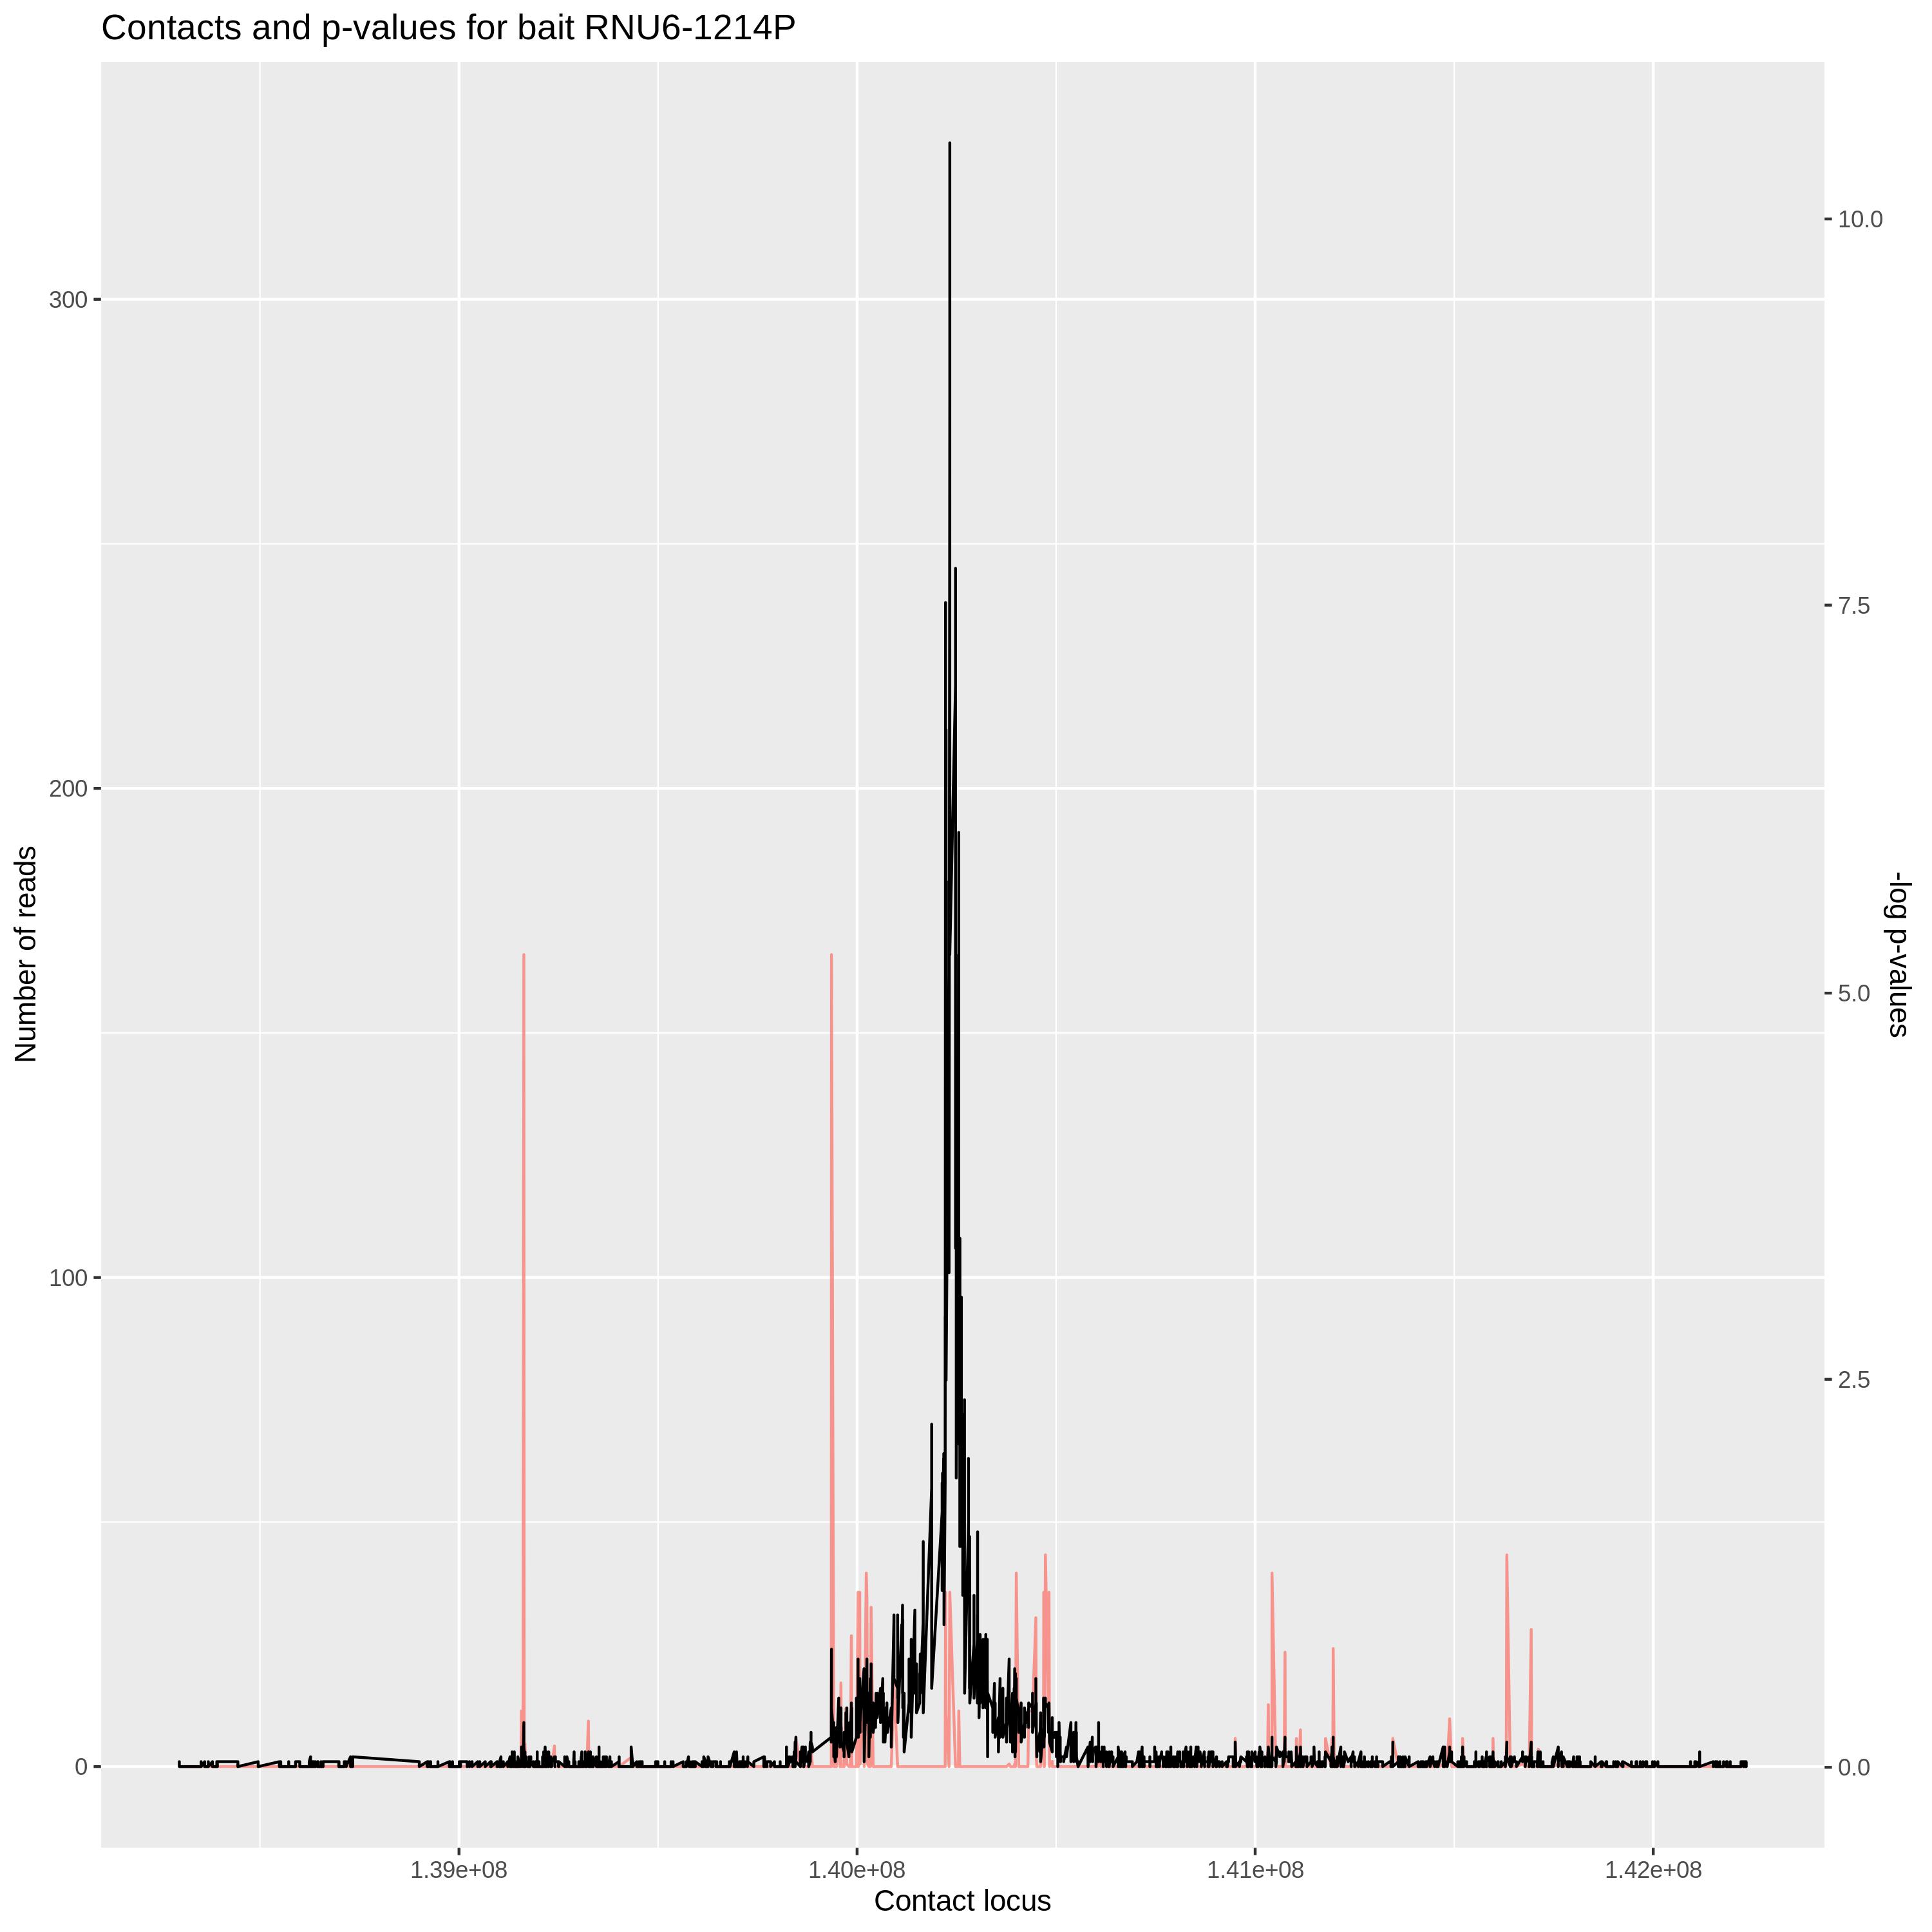 Contacts and p-values for bait RNU6-1214P
300
200
100
0
Number of reads
10.0
7.5
5.0
2.5
0.0
-log p-values
1.39e+08
1.40e+08
1.41e+08
1.42e+08
Contact locus